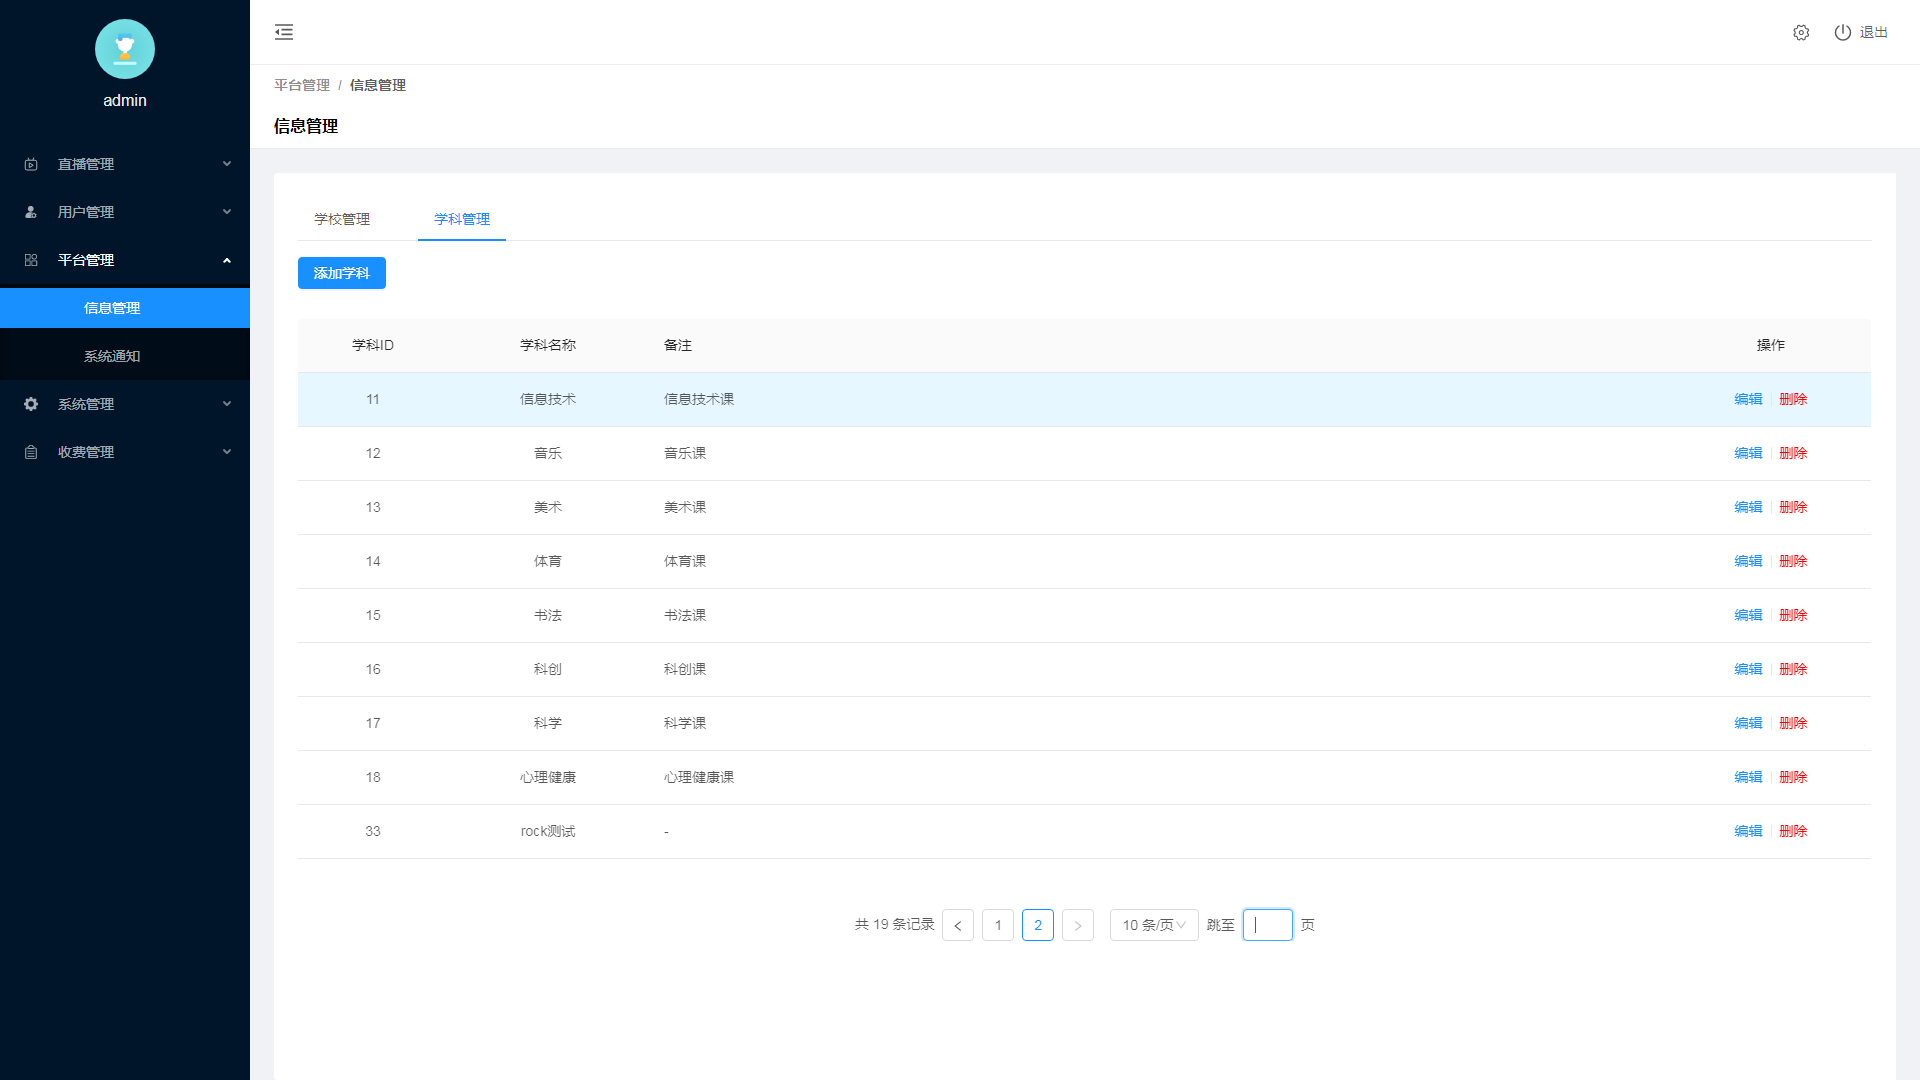 admin
直播管理
用户管理
平台管理
信息管理
系统通知
系统管理
收费管理
退出
平台管理 / 信息管理
信息管理
学校管理 学科管理
添加学科
学科ID 学科名称 备注 操作
11 信息技术 信息技术课 编辑 删除
12 音乐 音乐课 编辑 删除
13 美术 美术课 编辑 删除
14 体育 体育课 编辑 删除
15 书法 书法课 编辑 删除
16 科创 科创课 编辑 删除
17 科学 科学课 编辑 删除
18 心理健康 心理健康课 编辑 删除
33 rock测试 - 编辑 删除
共 19 条记录 < 1 2 > 10 条/页 跳至 页